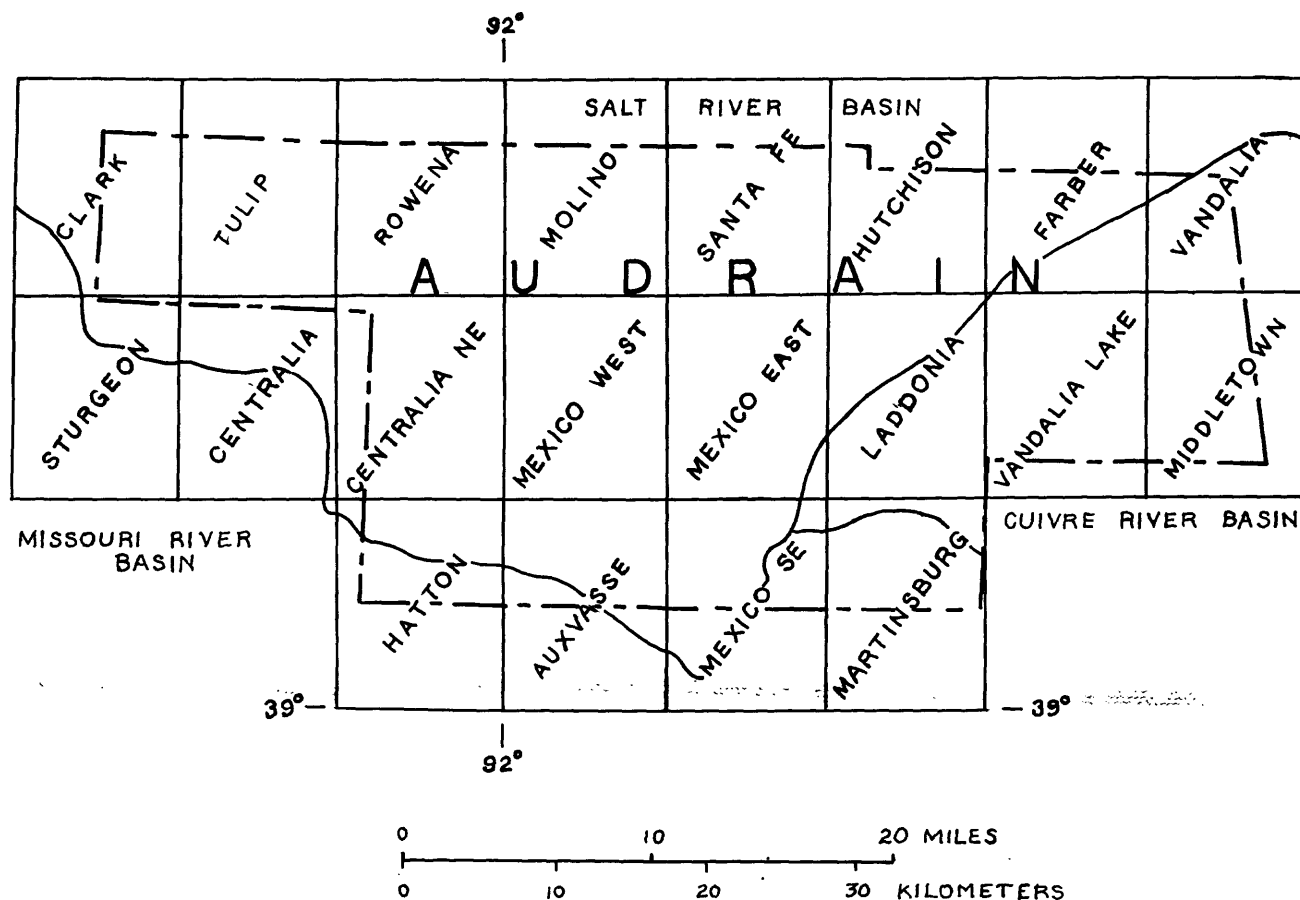 92°
SALT RIVER BASIN
CLARK
TULIP
ROWENA
MOLINO
SANTA FE
HUTCHISON
FARBER
VANDALIA
AUDRAIN
STURGEON
CENTRALIA
CENTRALIA NE
MEXICO WEST
MEXICO EAST
LADDONIA
VANDALIA LAKE
MIDDLETOWN
MISSOURI RIVER
BASIN
CUIVRE RIVER BASIN
HATTON
AUXVASSE
MEXICO SE
MARTINSBURG
39°
39°
92°
0 10 20 MILES
0 10 20 30 KILOMETERS